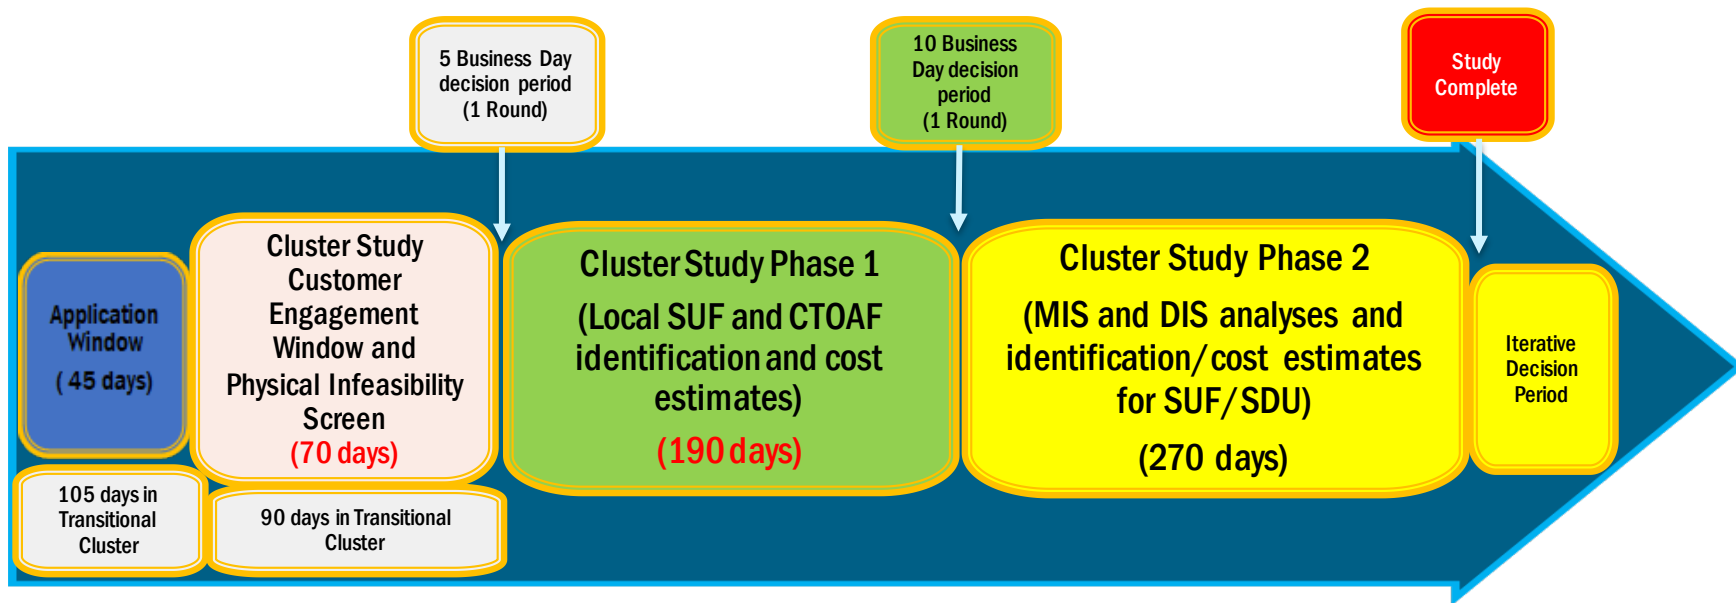 5 Business Day
decision period
(1 Round)
10 Business
Day decision
period
(1 Round)
Study
Complete
Application
Window
( 45 days)
Cluster Study
Customer
Engagement
Window and
Physical Infeasibility
Screen
(70 days)
Cluster Study Phase 1
(Local SUF and CTOAF
identification and cost
estimates)
(190 days)
Cluster Study Phase 2
(MIS and DIS analyses and
identification/cost estimates
for SUF/SDU)
(270 days)
Iterative
Decision
Period
105 days in
Transitional
Cluster
90 days in Transitional
Cluster